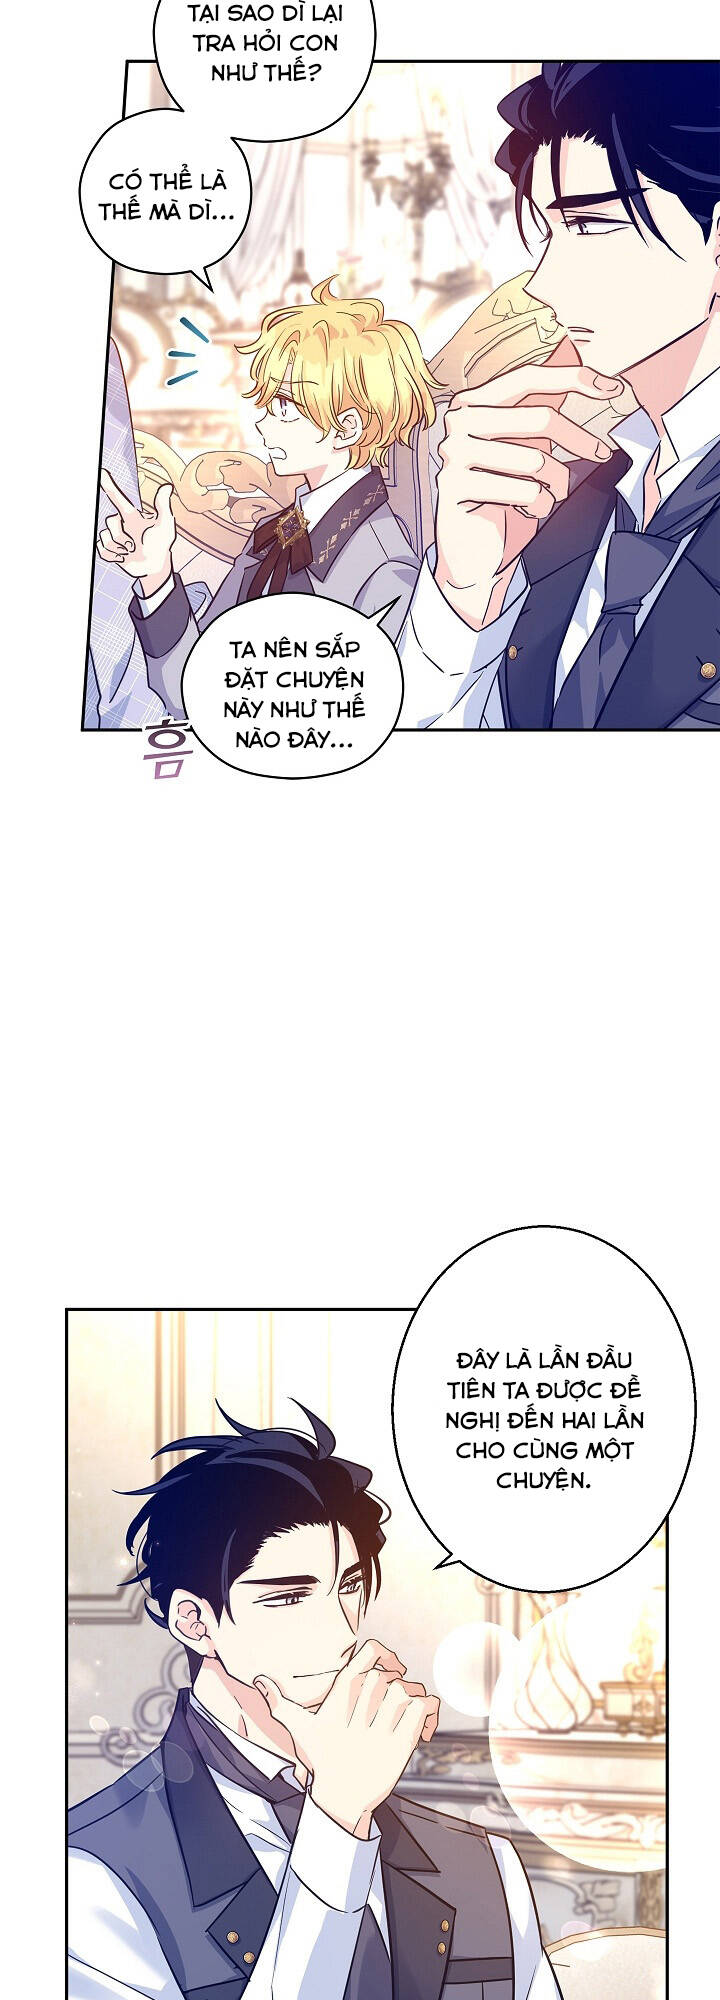 TẠI SAO DÌ LẠI
TRA HỎI CON
NHƯ THẾ?
CÓ THỂ LÀ
THẾ MÀ DÌ...
TA NÊN SẮP
ĐẶT CHUYỆN
NÀY NHƯ THẾ
NÀO ĐÂY...
흠
ĐÂY LÀ LẦN ĐẦU
TIÊN TA ĐƯỢC ĐỀ
NGHỊ ĐẾN HAI LẦN
CHO CÙNG MỘT
CHUYỆN.